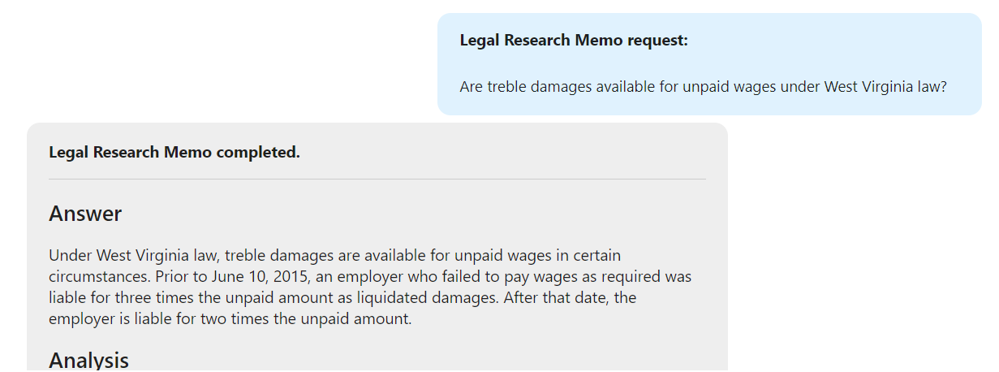 Legal Research Memo request:
Are treble damages available for unpaid wages under West Virginia law?
Legal Research Memo completed.
Answer
Under West Virginia law, treble damages are available for unpaid wages in certain
circumstances. Prior to June 10, 2015, an employer who failed to pay wages as required was
liable for three times the unpaid amount as liquidated damages. After that date, the
employer is liable for two times the unpaid amount.
Analysis